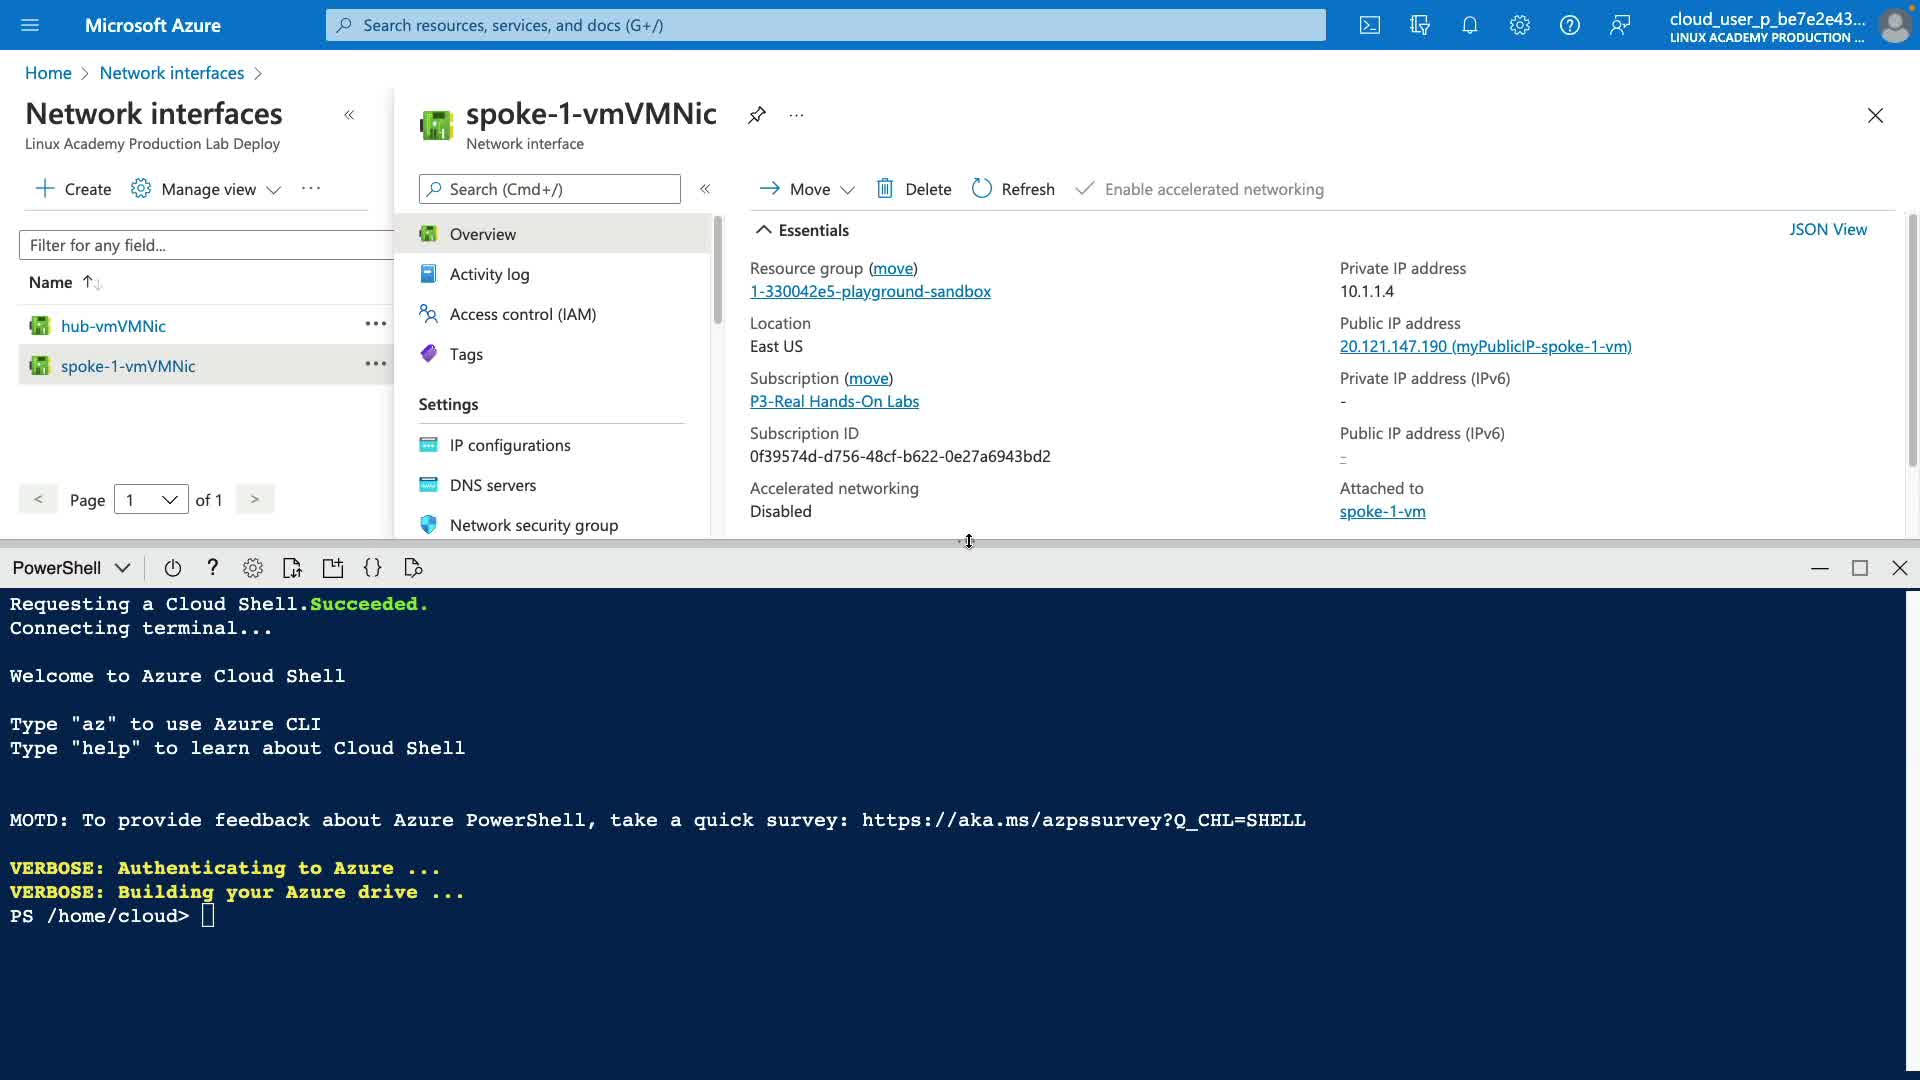 Microsoft Azure
Search resources, services, and docs (G+/)
cloud_user_p_be7e2e43...
LINUX ACADEMY PRODUCTION ...
Home > Network interfaces >
Network interfaces «
Linux Academy Production Lab Deploy
Create Manage view ...
Filter for any field...
Name
hub-vmVMNic ...
spoke-1-vmVMNic ...
< Page 1 of 1 >
spoke-1-vmVMNic ...
Network interface
Search (Cmd+/) «
Overview
Activity log
Access control (IAM)
Tags
Settings
IP configurations
DNS servers
Network security group
Move Delete Refresh Enable accelerated networking
Essentials
JSON View
Resource group (move)
1-330042e5-playground-sandbox
Location
East US
Subscription (move)
P3-Real Hands-On Labs
Subscription ID
0f39574d-d756-48cf-b622-0e27a6943bd2
Accelerated networking
Disabled
Private IP address
10.1.1.4
Public IP address
20.121.147.190 (myPublicIP-spoke-1-vm)
Private IP address (IPv6)
-
Public IP address (IPv6)
-
Attached to
spoke-1-vm
PowerShell ? {}
Requesting a Cloud Shell.Succeeded.
Connecting terminal...
Welcome to Azure Cloud Shell
Type "az" to use Azure CLI
Type "help" to learn about Cloud Shell
MOTD: To provide feedback about Azure PowerShell, take a quick survey: https://aka.ms/azpssurvey?Q_CHL=SHELL
VERBOSE: Authenticating to Azure ...
VERBOSE: Building your Azure drive ...
PS /home/cloud>